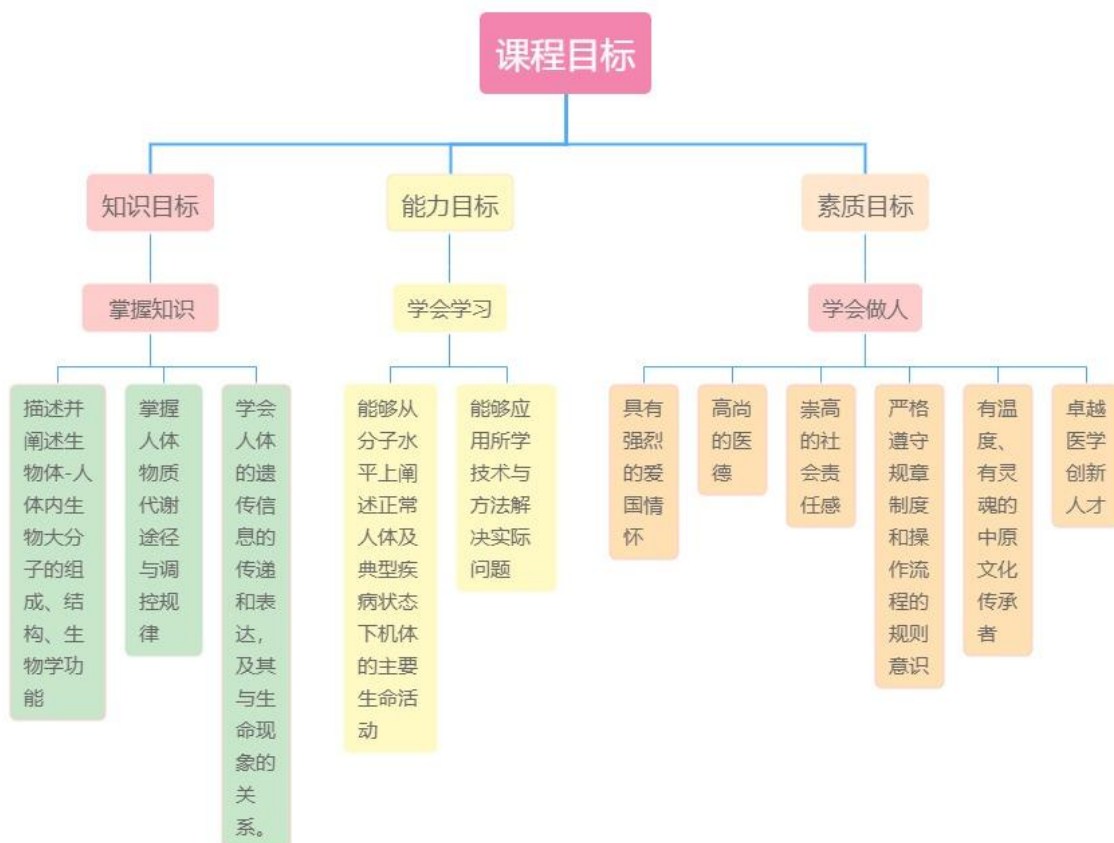 课程目标
知识目标
能力目标
素质目标
掌握知识
学会学习
学会做人
描述并
阐述生
物体-人
体内生
物大分
子的组
成、结
构、生
物学功
能
掌握
人体
物质
代谢
途径
与调
控规
律
学会
人体
的遗
传信
息的
传递
和表
达，
及其
与生
命现
象的
关
系。
能够从
分子水
平上阐
述正常
人体及
典型疾
病状态
下机体
的主要
生命活
动
能够应
用所学
技术与
方法解
决实际
问题
具有
强烈
的爱
国情
怀
高尚
的医
德
崇高
的社
会责
任感
严格
遵守
规章
制度
和操
作流
程的
规则
意识
有温
度、
有灵
魂的
中原
文化
传承
者
卓越
医学
创新
人才